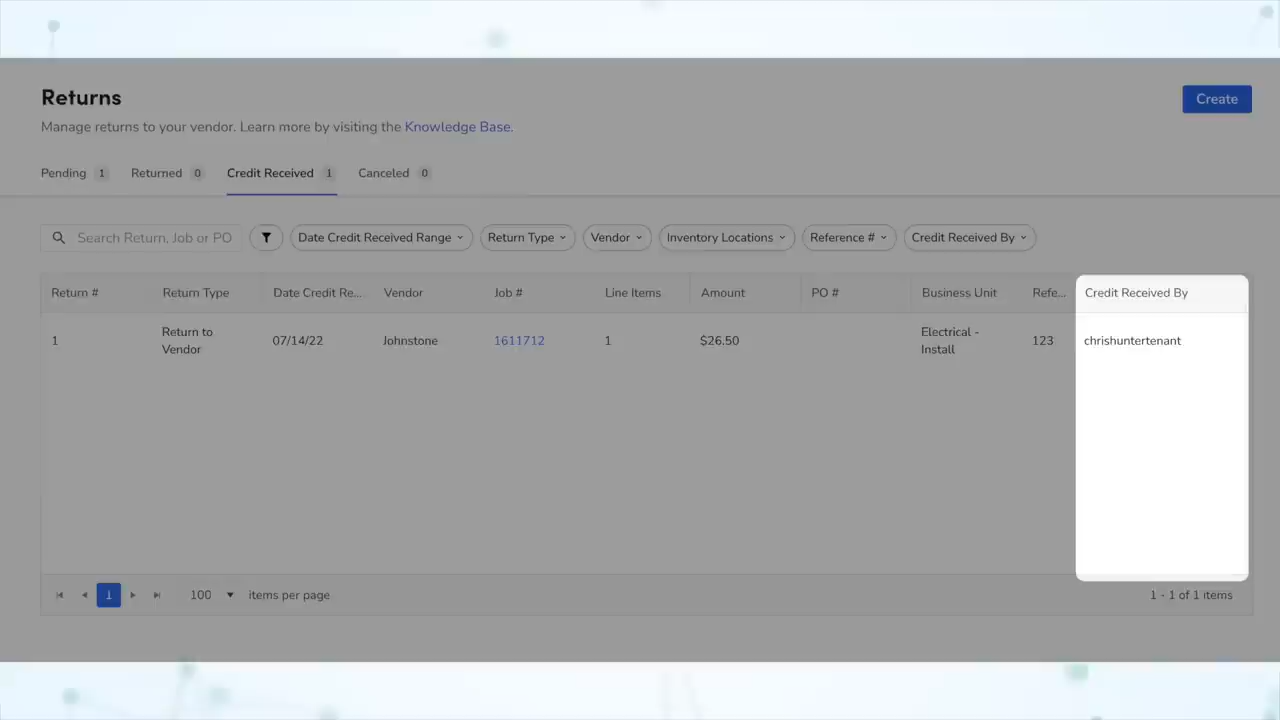 Returns
Create
Manage returns to your vendor. Learn more by visiting the Knowledge Base.
Pending 1 Returned 0 Credit Received 1 Canceled 0
Search Return, Job or PO Date Credit Received Range Return Type Vendor Inventory Locations Reference # Credit Received By
Return # Return Type Date Credit Re... Vendor Job # Line Items Amount PO # Business Unit Refe... Credit Received By
1 Return to Vendor 07/14/22 Johnstone 1611712 1 $26.50 Electrical - Install 123 chrishuntertenant
1 100 items per page 1 - 1 of 1 items